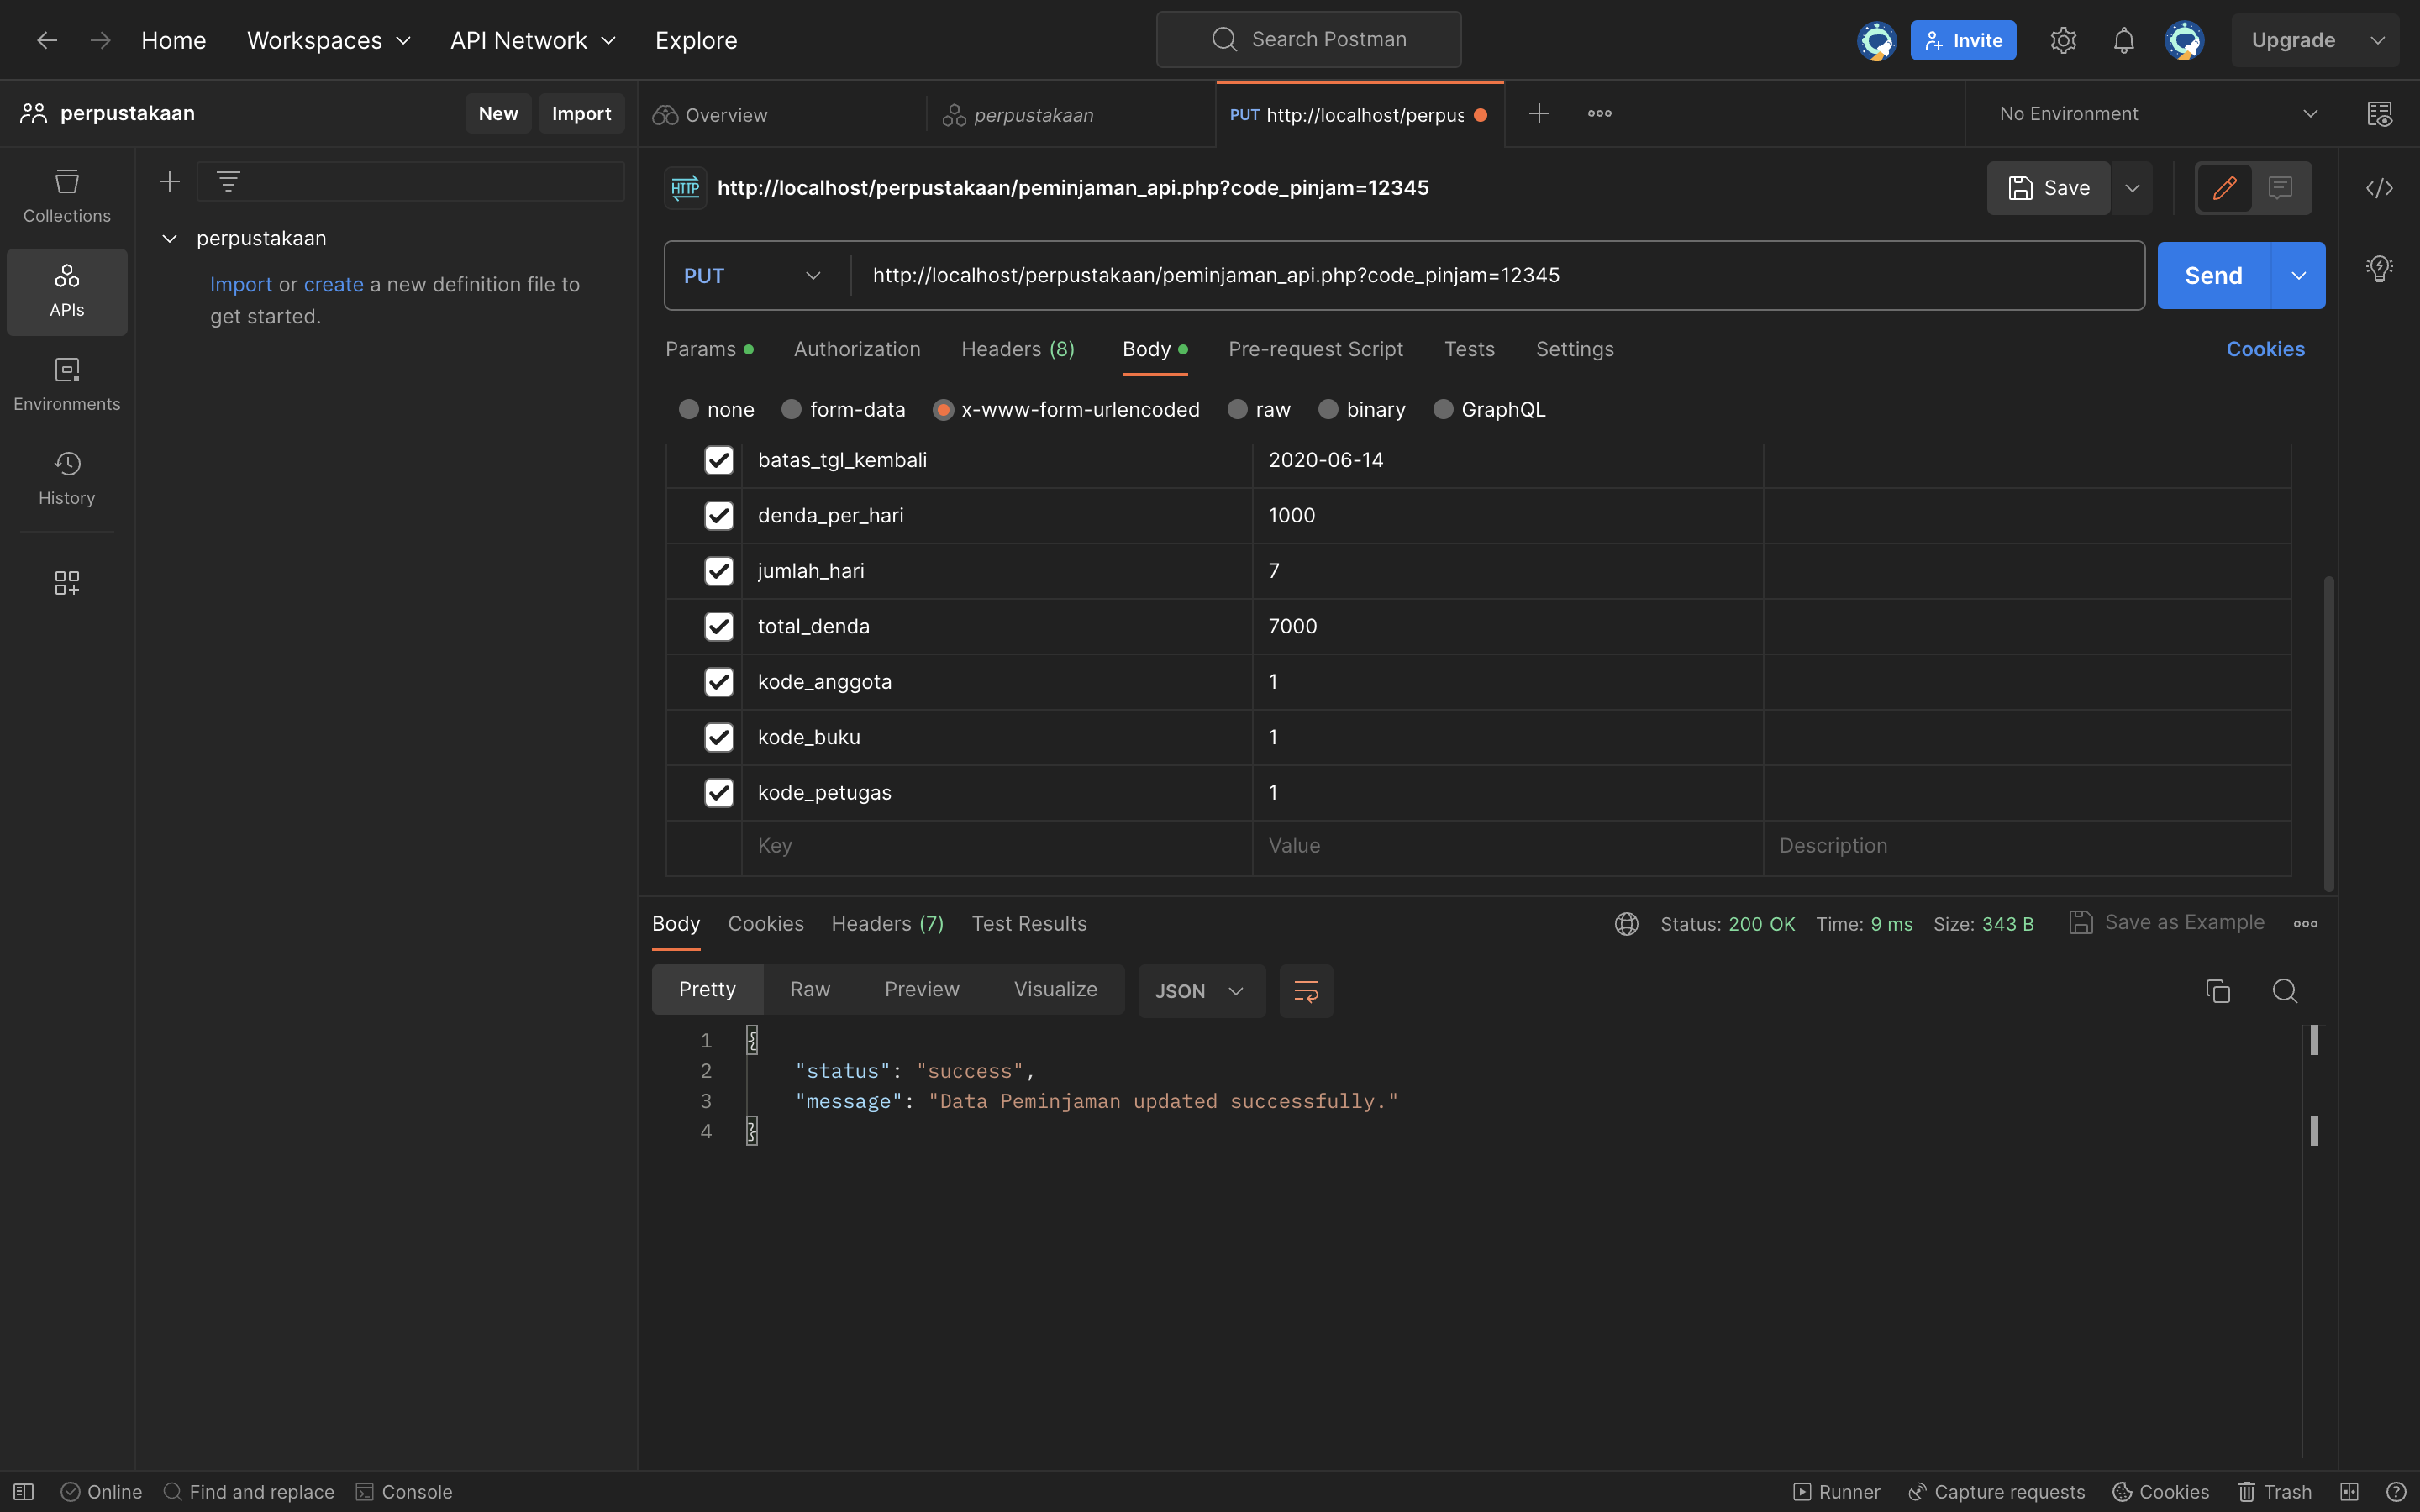 Home Workspaces API Network Explore Search Postman Invite Upgrade
perpustakaan New Import Overview perpustakaan PUT http://localhost/perpus No Environment
Collections
APIs
Environments
History
perpustakaan
Import or create a new definition file to
get started.
HTTP http://localhost/perpustakaan/peminjaman_api.php?code_pinjam=12345 Save
PUT http://localhost/perpustakaan/peminjaman_api.php?code_pinjam=12345 Send
Params Authorization Headers (8) Body Pre-request Script Tests Settings Cookies
none form-data x-www-form-urlencoded raw binary GraphQL
batas_tgl_kembali 2020-06-14
denda_per_hari 1000
jumlah_hari 7
total_denda 7000
kode_anggota 1
kode_buku 1
kode_petugas 1
Key Value Description
Body Cookies Headers (7) Test Results Status: 200 OK Time: 9 ms Size: 343 B Save as Example
Pretty Raw Preview Visualize JSON
1 {
2 "status": "success",
3 "message": "Data Peminjaman updated successfully."
4 }
Online Find and replace Console Runner Capture requests Cookies Trash